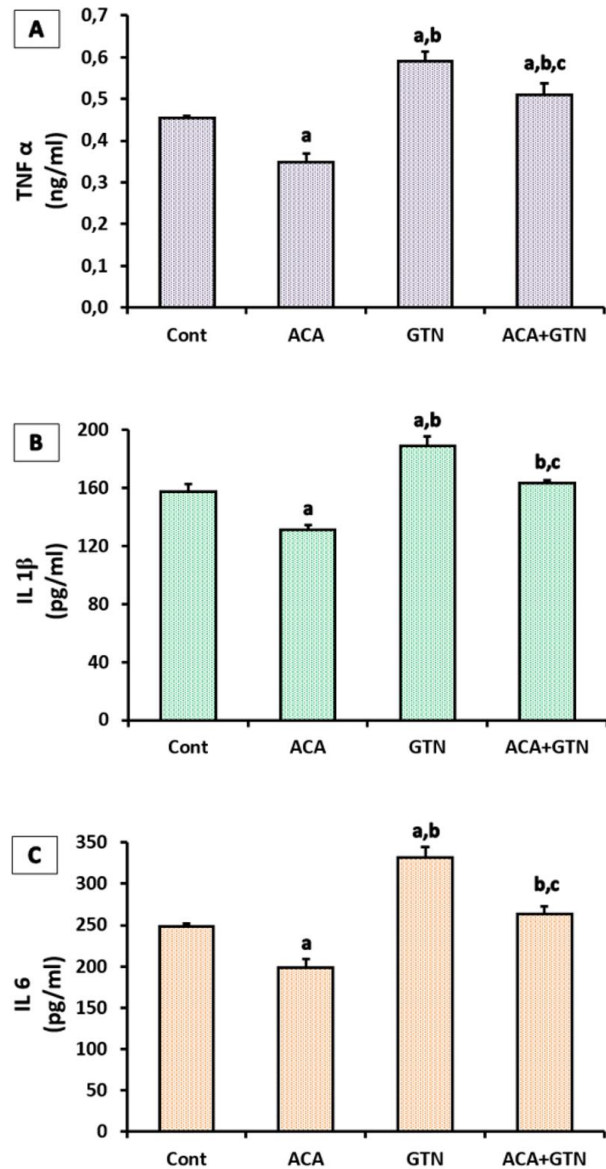 A
TNF α
(ng/ml)
0,7
0,6
0,5
0,4
0,3
0,2
0,1
0,0
a
a,b
a,b,c
Cont ACA GTN ACA+GTN
B
IL 1β
(pg/ml)
200
160
120
80
40
0
a
a,b
b,c
Cont ACA GTN ACA+GTN
C
IL 6
(pg/ml)
350
300
250
200
150
100
50
0
a
a,b
b,c
Cont ACA GTN ACA+GTN